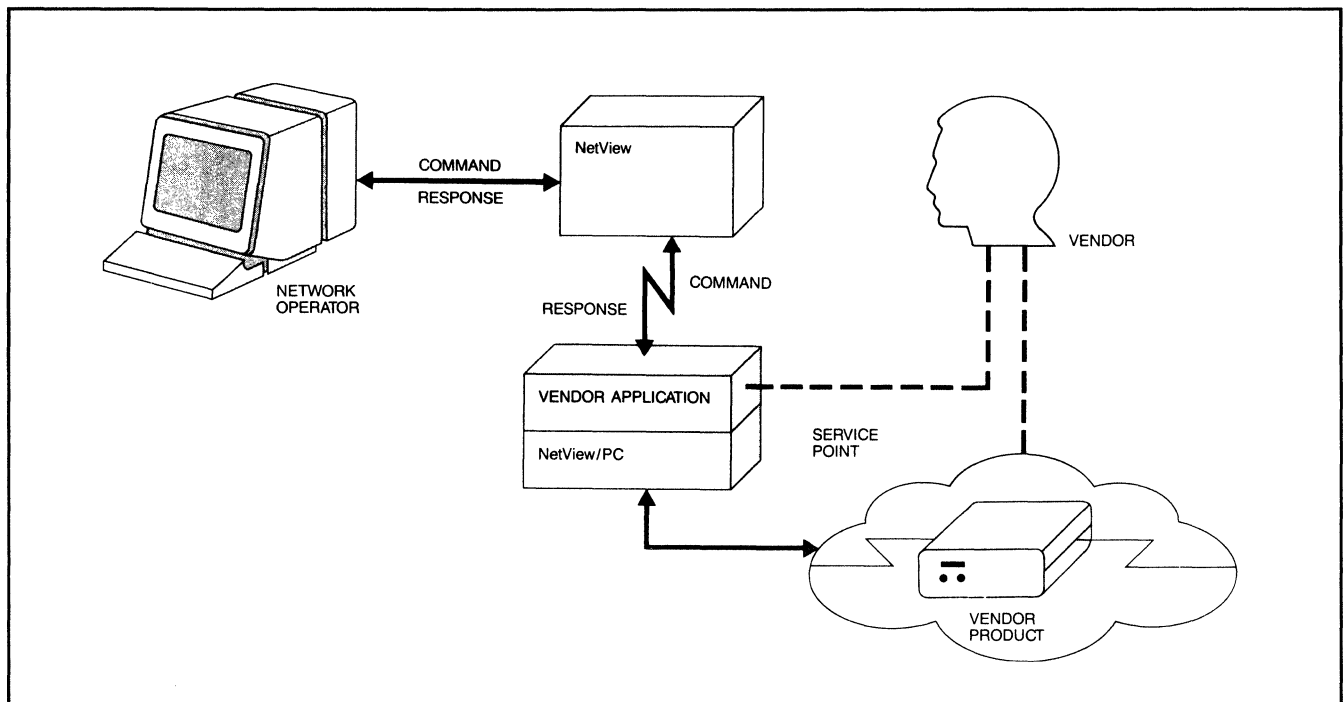 NetView
COMMAND
RESPONSE
VENDOR
NETWORK
OPERATOR
COMMAND
RESPONSE
VENDOR APPLICATION
NetView/PC
SERVICE
POINT
VENDOR
PRODUCT